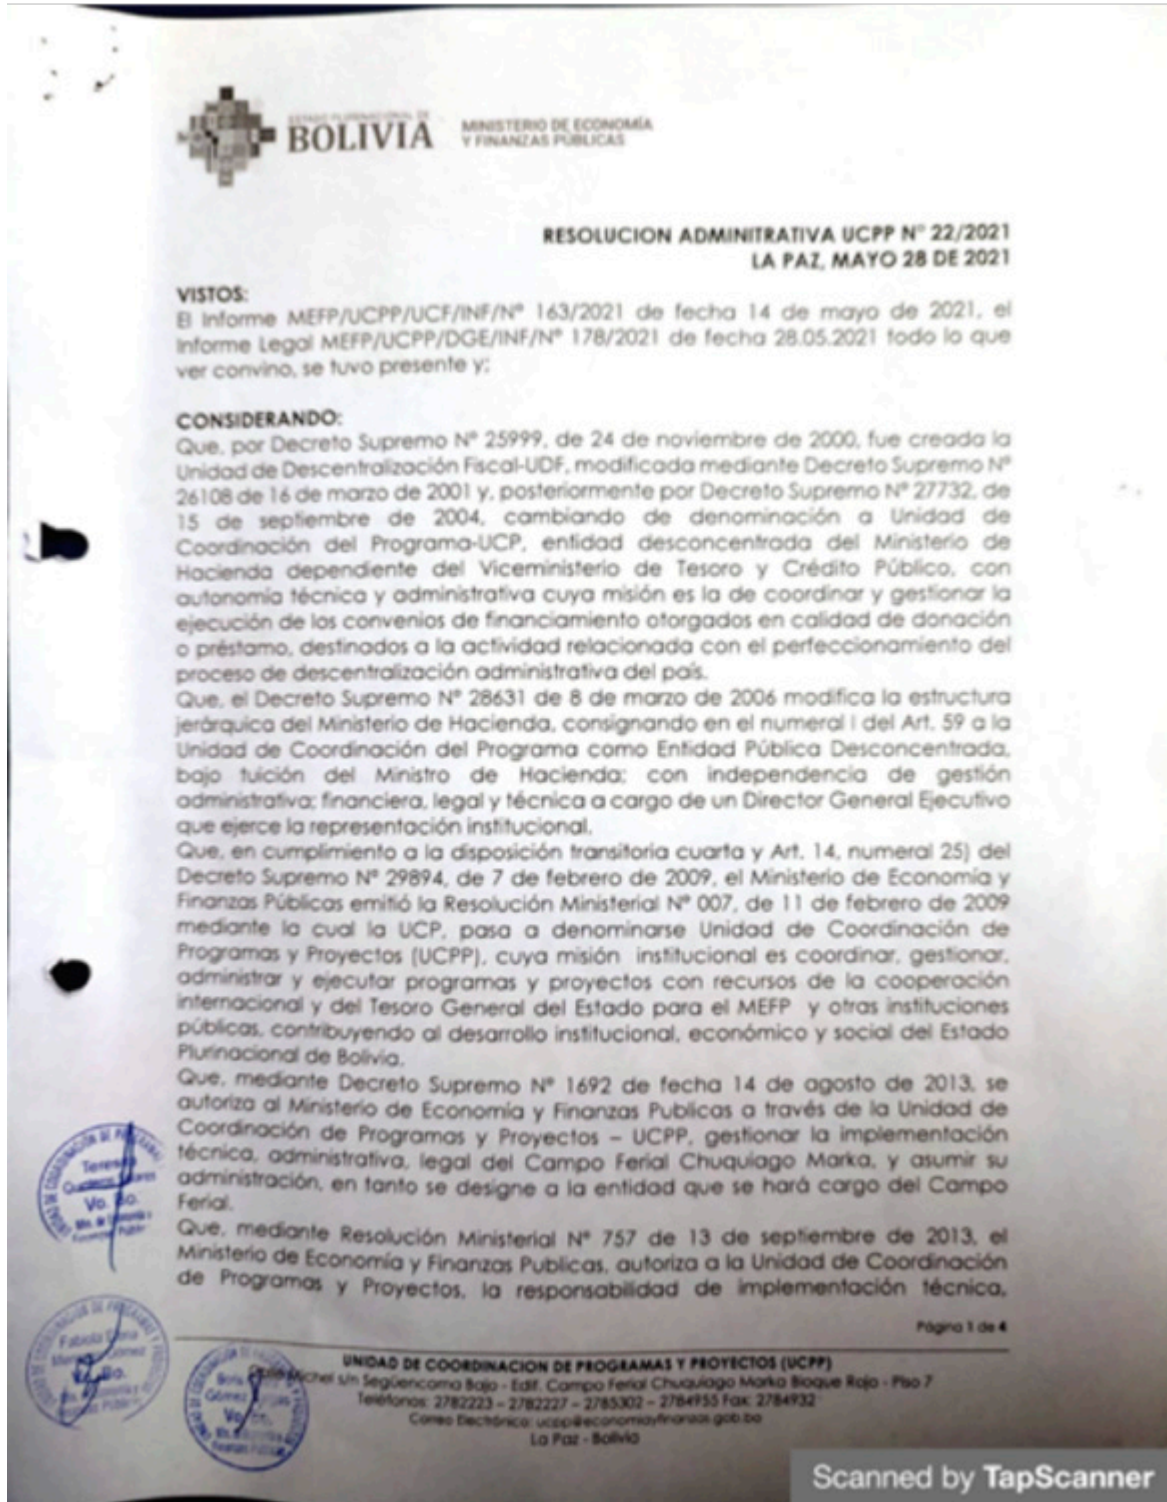 ESTADO PLURINACIONAL DE
BOLIVIA
MINISTERIO DE ECONOMÍA
Y FINANZAS PÚBLICAS
RESOLUCION ADMINITRATIVA UCPP N° 22/2021
LA PAZ, MAYO 28 DE 2021
VISTOS:
El Informe MEFP/UCPP/UCF/INF/N° 163/2021 de fecha 14 de mayo de 2021, el
Informe Legal MEFP/UCPP/DGE/INF/N° 178/2021 de fecha 28.05.2021 todo lo que
ver convino, se tuvo presente y;
CONSIDERANDO:
Que, por Decreto Supremo N° 25999, de 24 de noviembre de 2000, fue creada la
Unidad de Descentralización Fiscal-UDF, modificada mediante Decreto Supremo N°
26108 de 16 de marzo de 2001 y, posteriormente por Decreto Supremo N° 27732, de
15 de septiembre de 2004, cambiando de denominación a Unidad de
Coordinación del Programa-UCP, entidad desconcentrada del Ministerio de
Hacienda dependiente del Viceministerio de Tesoro y Crédito Público, con
autonomía técnica y administrativa cuya misión es la de coordinar y gestionar la
ejecución de los convenios de financiamiento otorgados en calidad de donación
o préstamo, destinados a la actividad relacionada con el perfeccionamiento del
proceso de descentralización administrativa del país.
Que, el Decreto Supremo N° 28631 de 8 de marzo de 2006 modifica la estructura
jerárquica del Ministerio de Hacienda, consignando en el numeral I del Art. 59 a la
Unidad de Coordinación del Programa como Entidad Pública Desconcentrada,
bajo tuición del Ministro de Hacienda; con independencia de gestión
administrativa; financiera, legal y técnica a cargo de un Director General Ejecutivo
que ejerce la representación institucional.
Que, en cumplimiento a la disposición transitoria cuarta y Art. 14, numeral 25) del
Decreto Supremo N° 29894, de 7 de febrero de 2009, el Ministerio de Economía y
Finanzas Públicas emitió la Resolución Ministerial N° 007, de 11 de febrero de 2009
mediante la cual la UCP, pasa a denominarse Unidad de Coordinación de
Programas y Proyectos (UCPP), cuya misión institucional es coordinar, gestionar,
administrar y ejecutar programas y proyectos con recursos de la cooperación
internacional y del Tesoro General del Estado para el MEFP y otras instituciones
públicas, contribuyendo al desarrollo institucional, económico y social del Estado
Plurinacional de Bolivia.
Que, mediante Decreto Supremo N° 1692 de fecha 14 de agosto de 2013, se
autoriza al Ministerio de Economía y Finanzas Publicas a través de la Unidad de
Coordinación de Programas y Proyectos – UCPP, gestionar la implementación
técnica, administrativa, legal del Campo Ferial Chuquiago Marka, y asumir su
administración, en tanto se designe a la entidad que se hará cargo del Campo
Ferial.
Que, mediante Resolución Ministerial N° 757 de 13 de septiembre de 2013, el
Ministerio de Economía y Finanzas Publicas, autoriza a la Unidad de Coordinación
de Programas y Proyectos, la responsabilidad de implementación técnica,
Página 1 de 4
UNIDAD DE COORDINACION DE PROGRAMAS Y PROYECTOS (UCPP)
Michel s/n Següencoma Bajo - Edif. Campo Ferial Chuquiago Marka Bloque Rojo - Piso 7
Teléfonos: 2782223 – 2782227 – 2785302 – 2784955 Fax: 2784932
Correo Electrónico: ucpp@economiayfinanzas.gob.bo
La Paz - Bolivia
Vo. Bo.
Fabiola
Gómez
Bo.
Boris
Gómez
Scanned by TapScanner